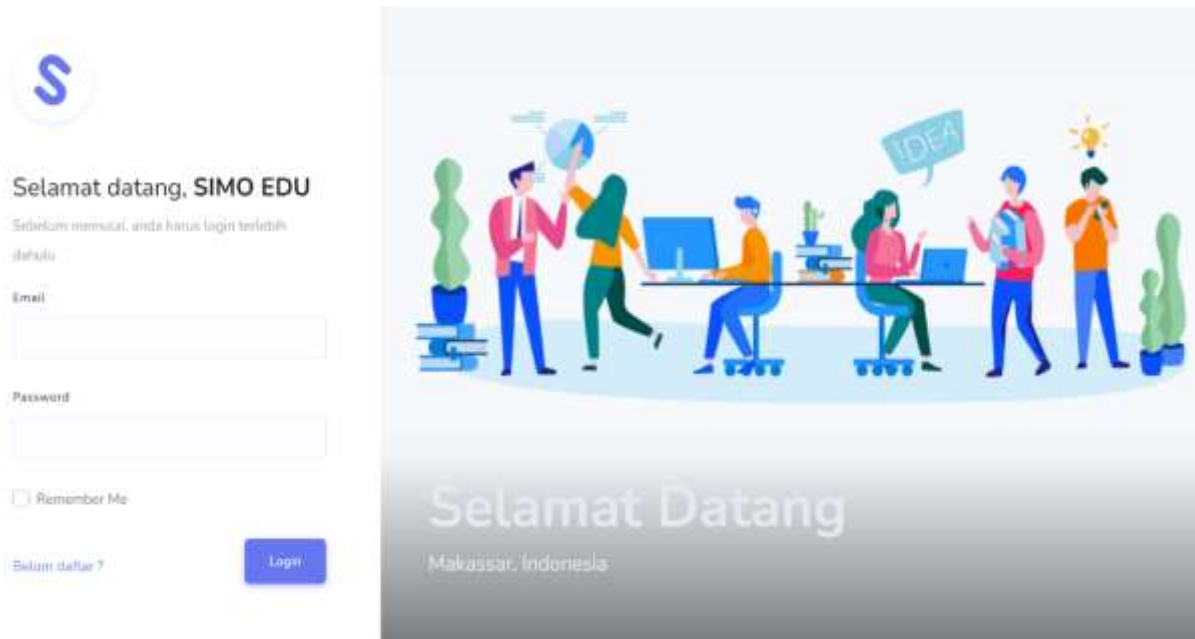 S
Selamat datang, SIMO EDU
Sebelum memulai, anda harus login terlebih
dahulu
Email
Password
Remember Me
Belum daftar ?
Login
IDEA
Selamat Datang
Makassar, Indonesia